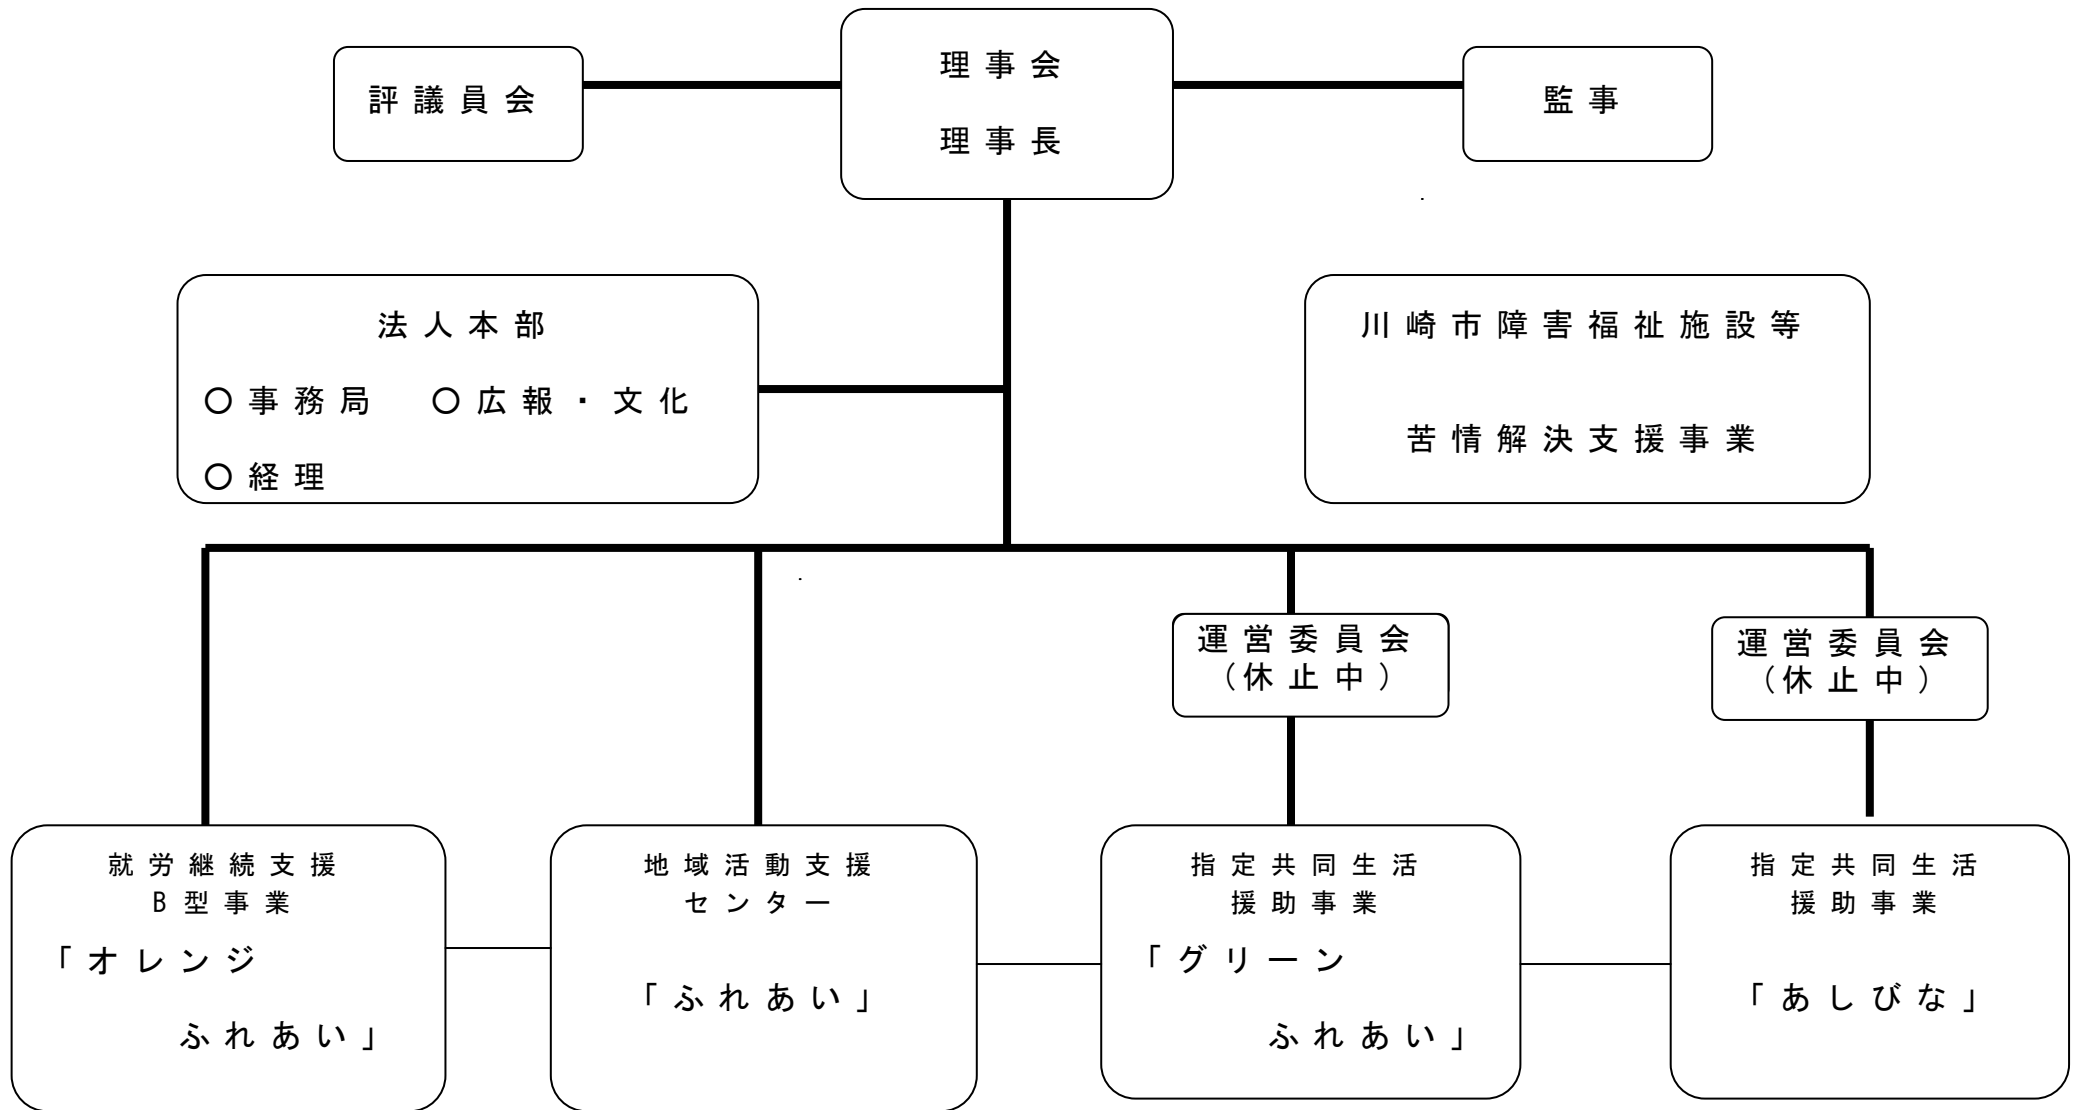 理事会
理事長
評議員会
監事
法人本部
○事務局 ○広報・文化
○経理
川崎市障害福祉施設等
苦情解決支援事業
運営委員会
(休止中)
運営委員会
(休止中)
就労継続支援
B型事業
「オレンジ
ふれあい」
地域活動支援
センター
「ふれあい」
指定共同生活
援助事業
「グリーン
ふれあい」
指定共同生活
援助事業
「あしびな」